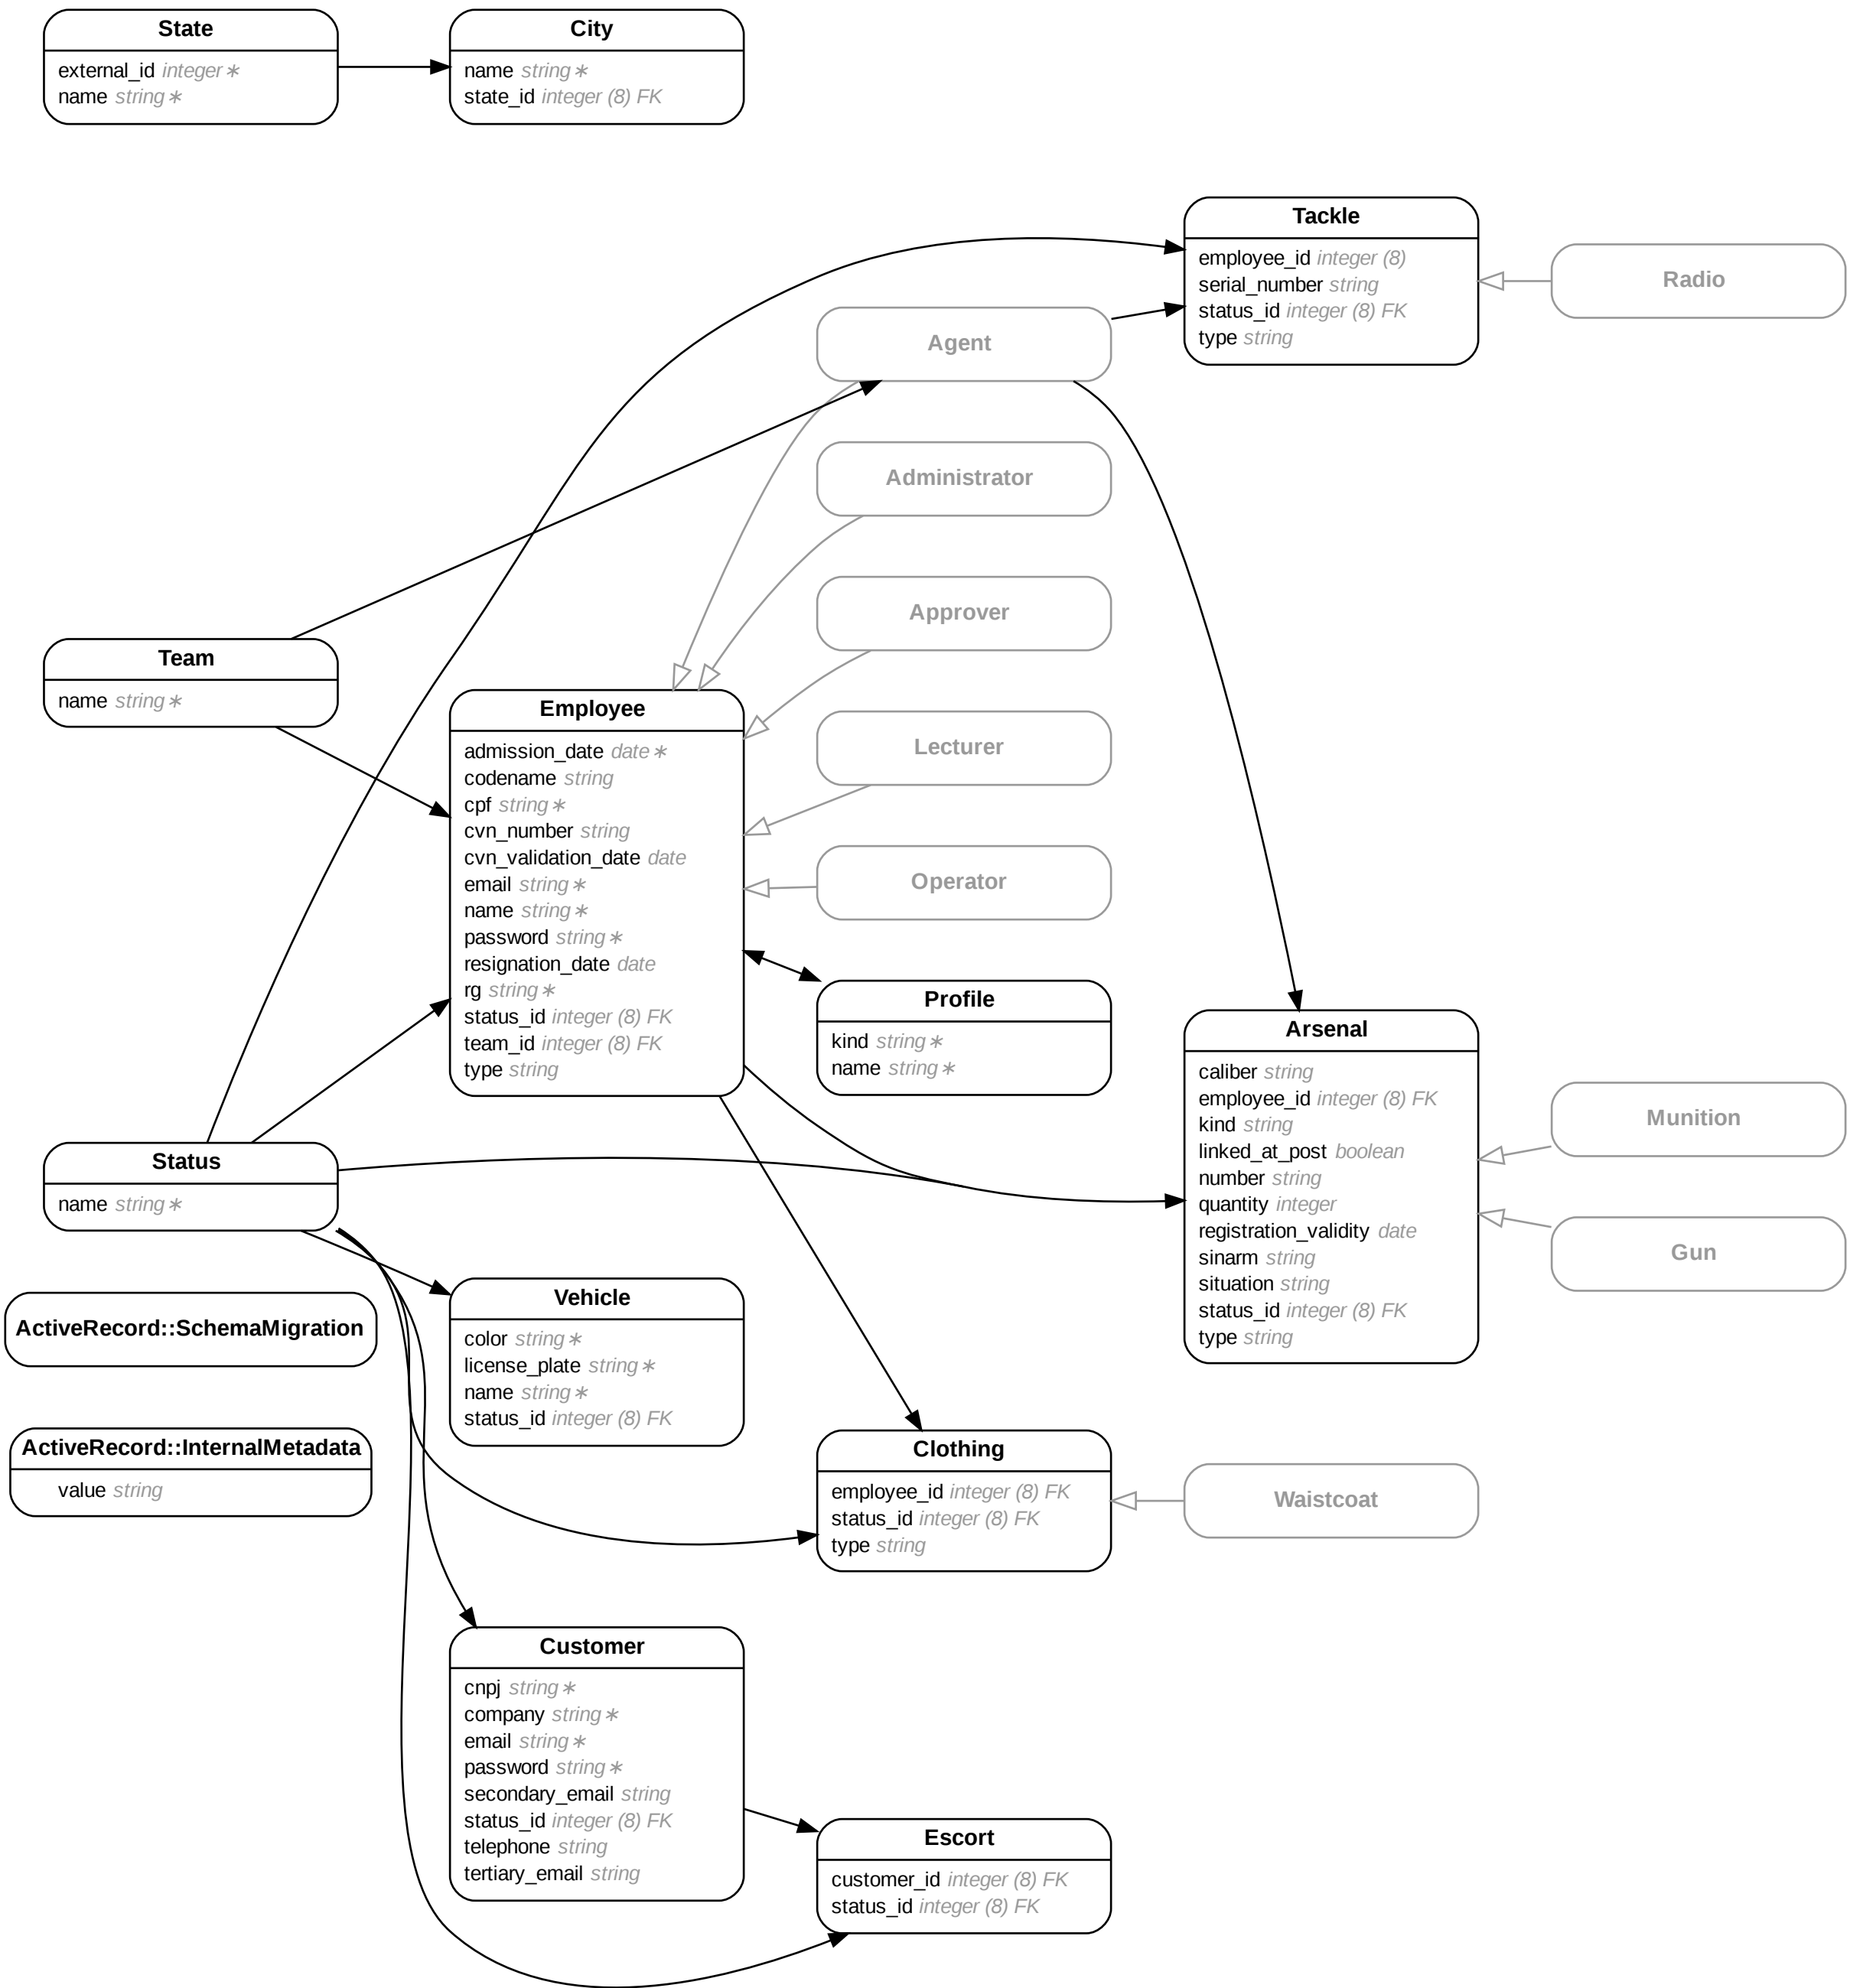 State
external_id integer ∗
name string ∗
City
name string ∗
state_id integer (8) FK
Tackle
employee_id integer (8)
serial_number string
status_id integer (8) FK
type string
Radio
Agent
Administrator
Approver
Lecturer
Operator
Team
name string ∗
Employee
admission_date date ∗
codename string
cpf string ∗
cvn_number string
cvn_validation_date date
email string ∗
name string ∗
password string ∗
resignation_date date
rg string ∗
status_id integer (8) FK
team_id integer (8) FK
type string
Profile
kind string ∗
name string ∗
Arsenal
caliber string
employee_id integer (8) FK
kind string
linked_at_post boolean
number string
quantity integer
registration_validity date
sinarm string
situation string
status_id integer (8) FK
type string
Munition
Gun
Status
name string ∗
ActiveRecord::SchemaMigration
ActiveRecord::InternalMetadata
value string
Vehicle
color string ∗
license_plate string ∗
name string ∗
status_id integer (8) FK
Clothing
employee_id integer (8) FK
status_id integer (8) FK
type string
Waistcoat
Customer
cnpj string ∗
company string ∗
email string ∗
password string ∗
secondary_email string
status_id integer (8) FK
telephone string
tertiary_email string
Escort
customer_id integer (8) FK
status_id integer (8) FK